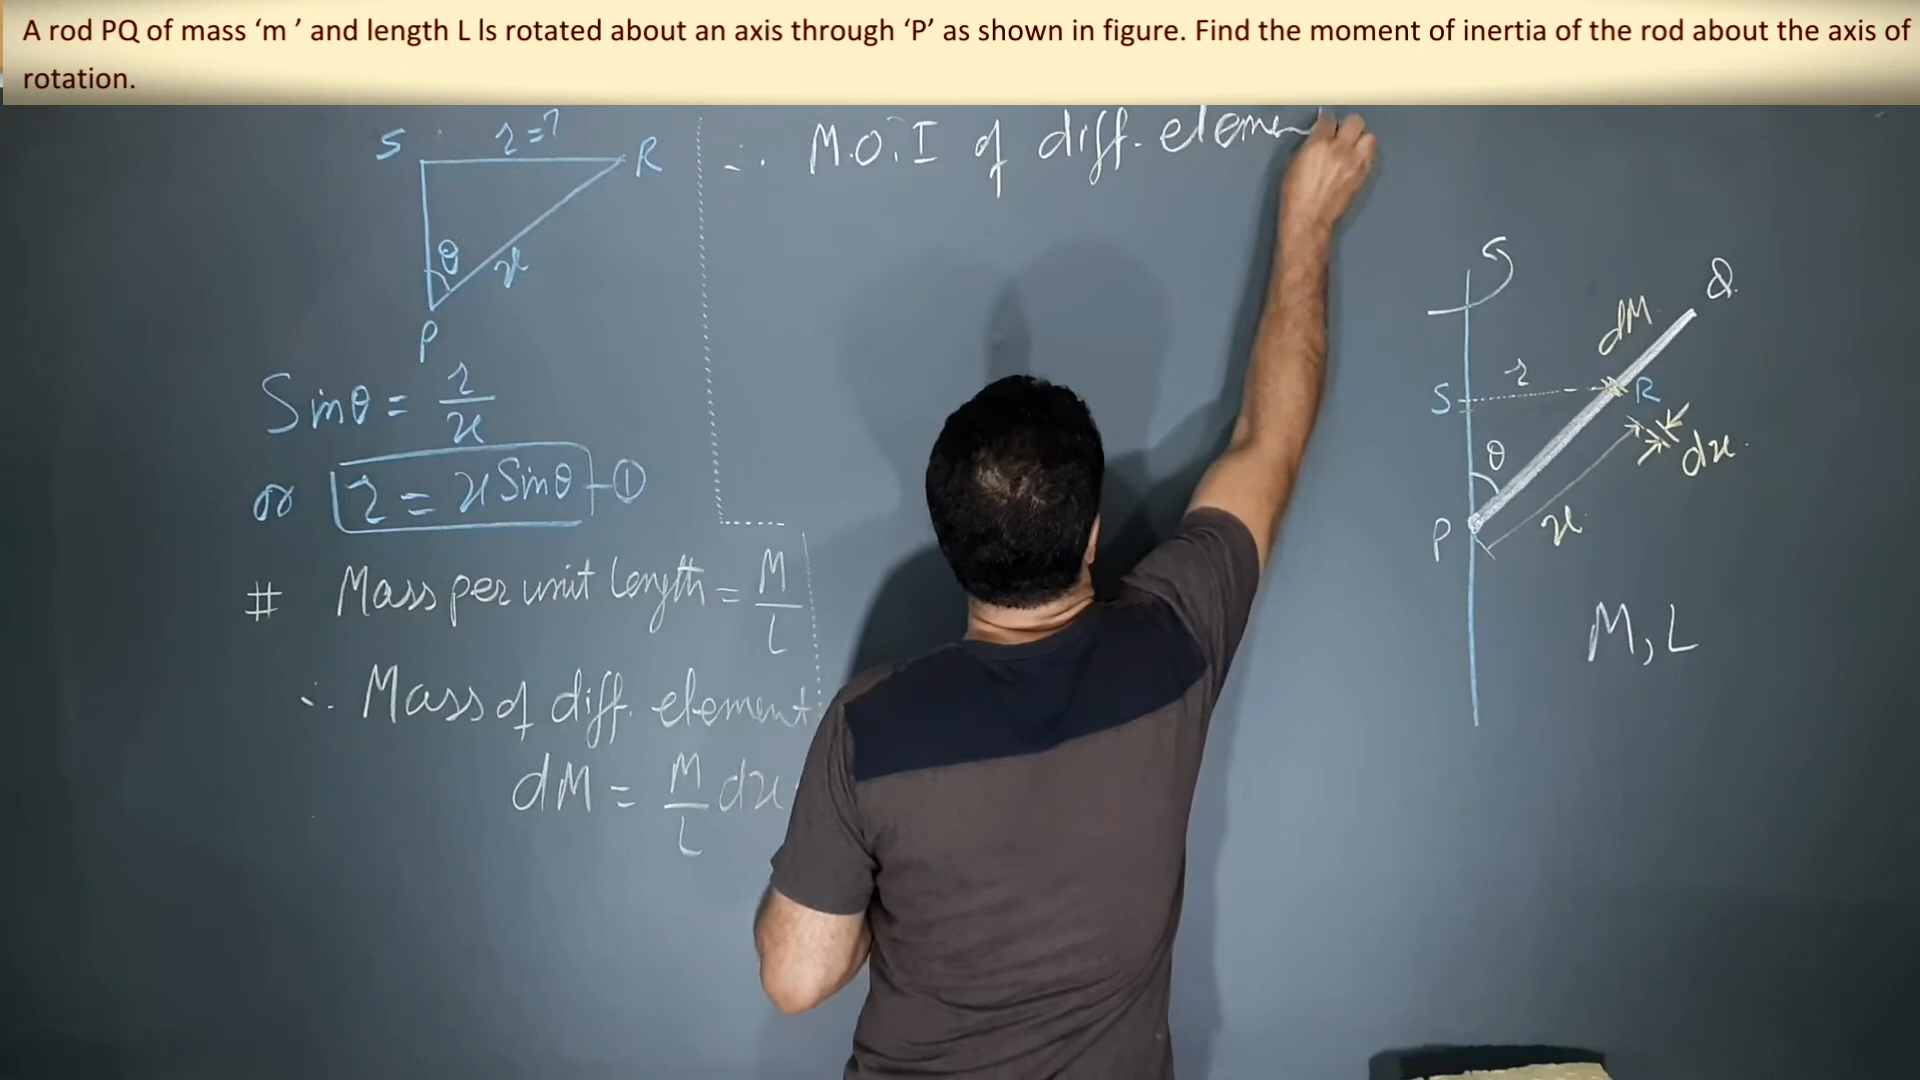 A rod PQ of mass ‘m ’ and length L Is rotated about an axis through ‘P’ as shown in figure. Find the moment of inertia of the rod about the axis of
rotation.
S r=?
R
θ
x
P
Sinθ = r/x
or r = x Sinθ -①
# Mass per unit length = M/L
∴ Mass of diff. element
dM = M/L dx
∴ M.O.I of diff. elemen
Q
dM
r
S
R
θ
dx
P
x
M, L